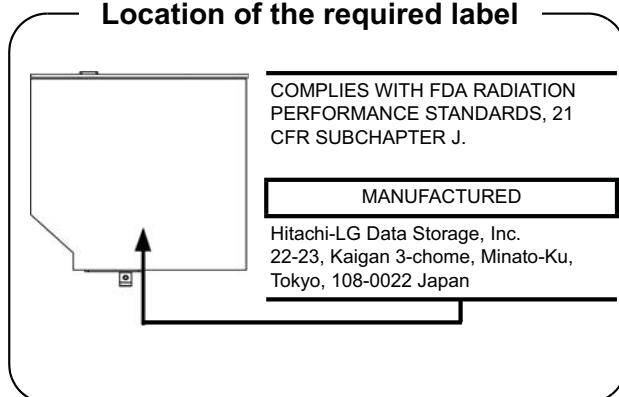 Location of the required label
COMPLIES WITH FDA RADIATION
PERFORMANCE STANDARDS, 21
CFR SUBCHAPTER J.
MANUFACTURED
Hitachi-LG Data Storage, Inc.
22-23, Kaigan 3-chome, Minato-Ku,
Tokyo, 108-0022 Japan